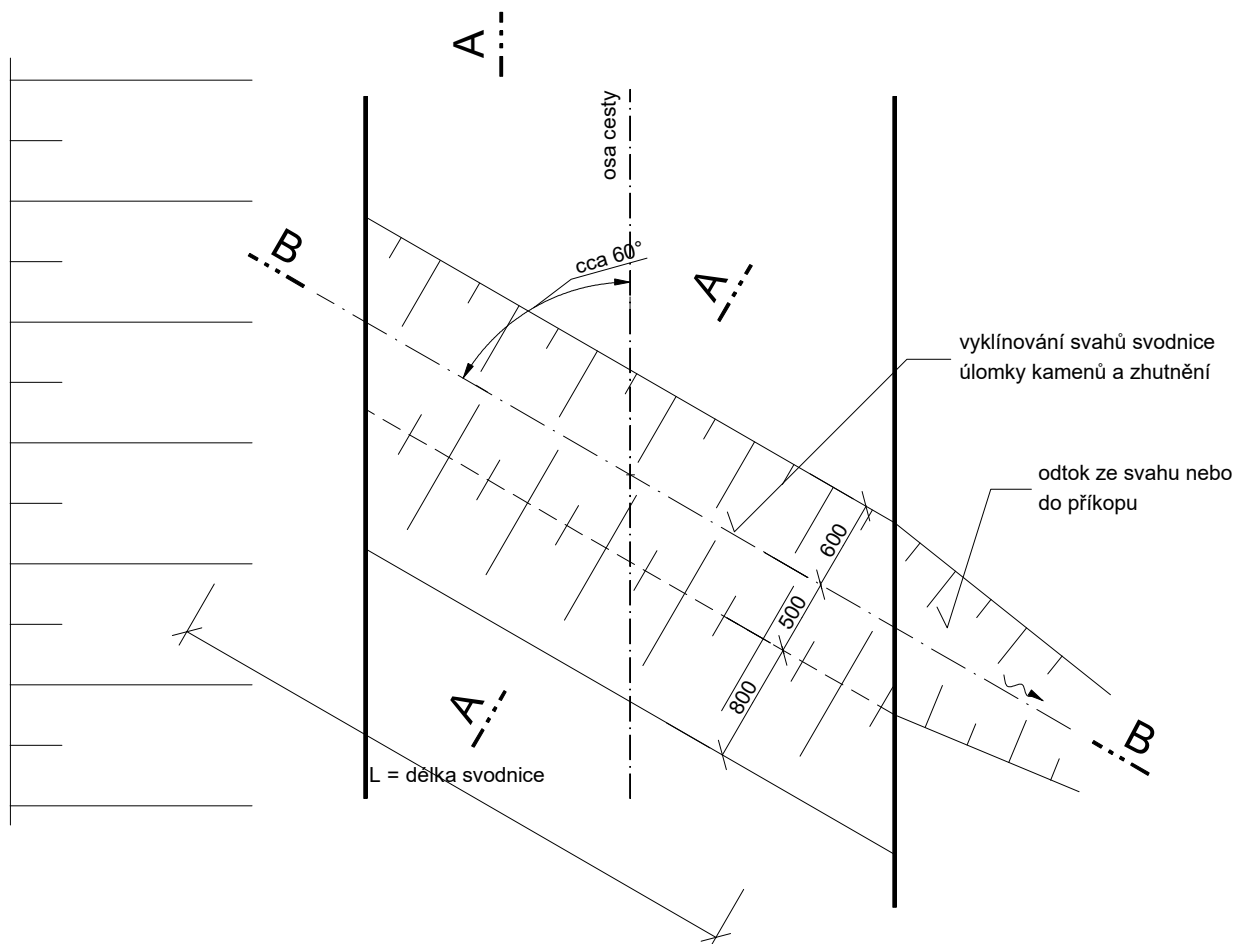 A
osa cesty
B
cca 60°
A
vyklínování svahů svodnice
úlomky kamenů a zhutnění
odtok ze svahu nebo
do příkopu
600
500
800
A
B
L = délka svodnice